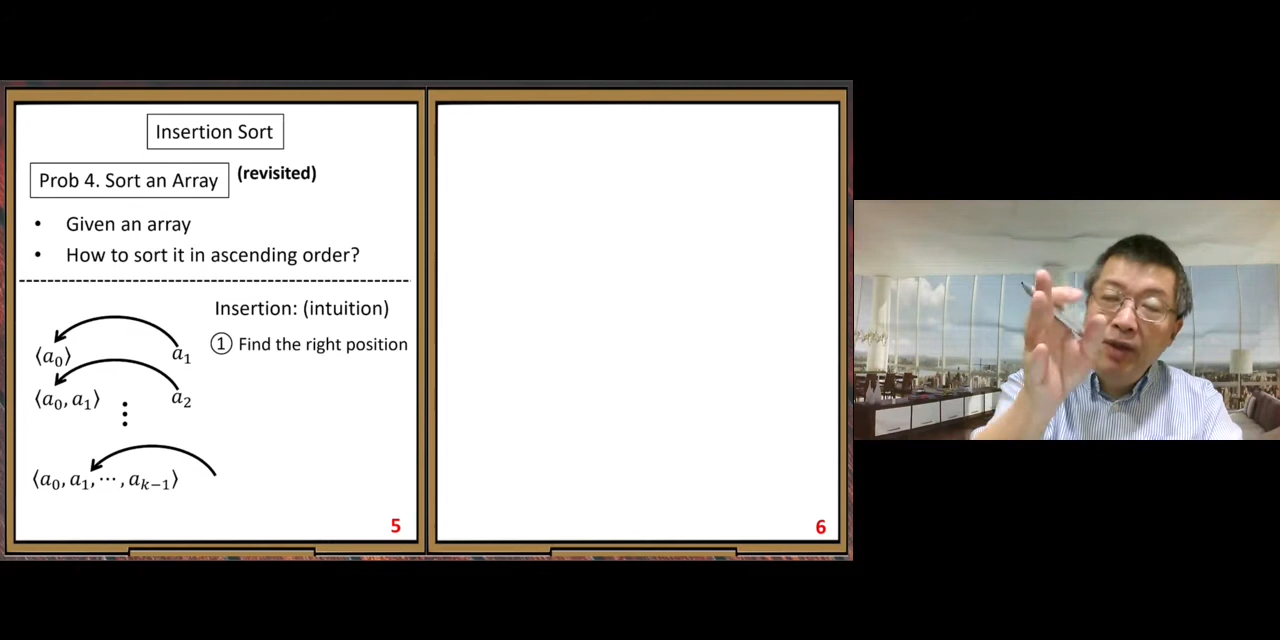 Insertion Sort
Prob 4. Sort an Array (revisited)
• Given an array
• How to sort it in ascending order?
Insertion: (intuition)
① Find the right position
⟨a₀⟩ a₁
⟨a₀, a₁⟩ a₂
⋮
⟨a₀, a₁, ⋯, aₖ₋₁⟩
5
6